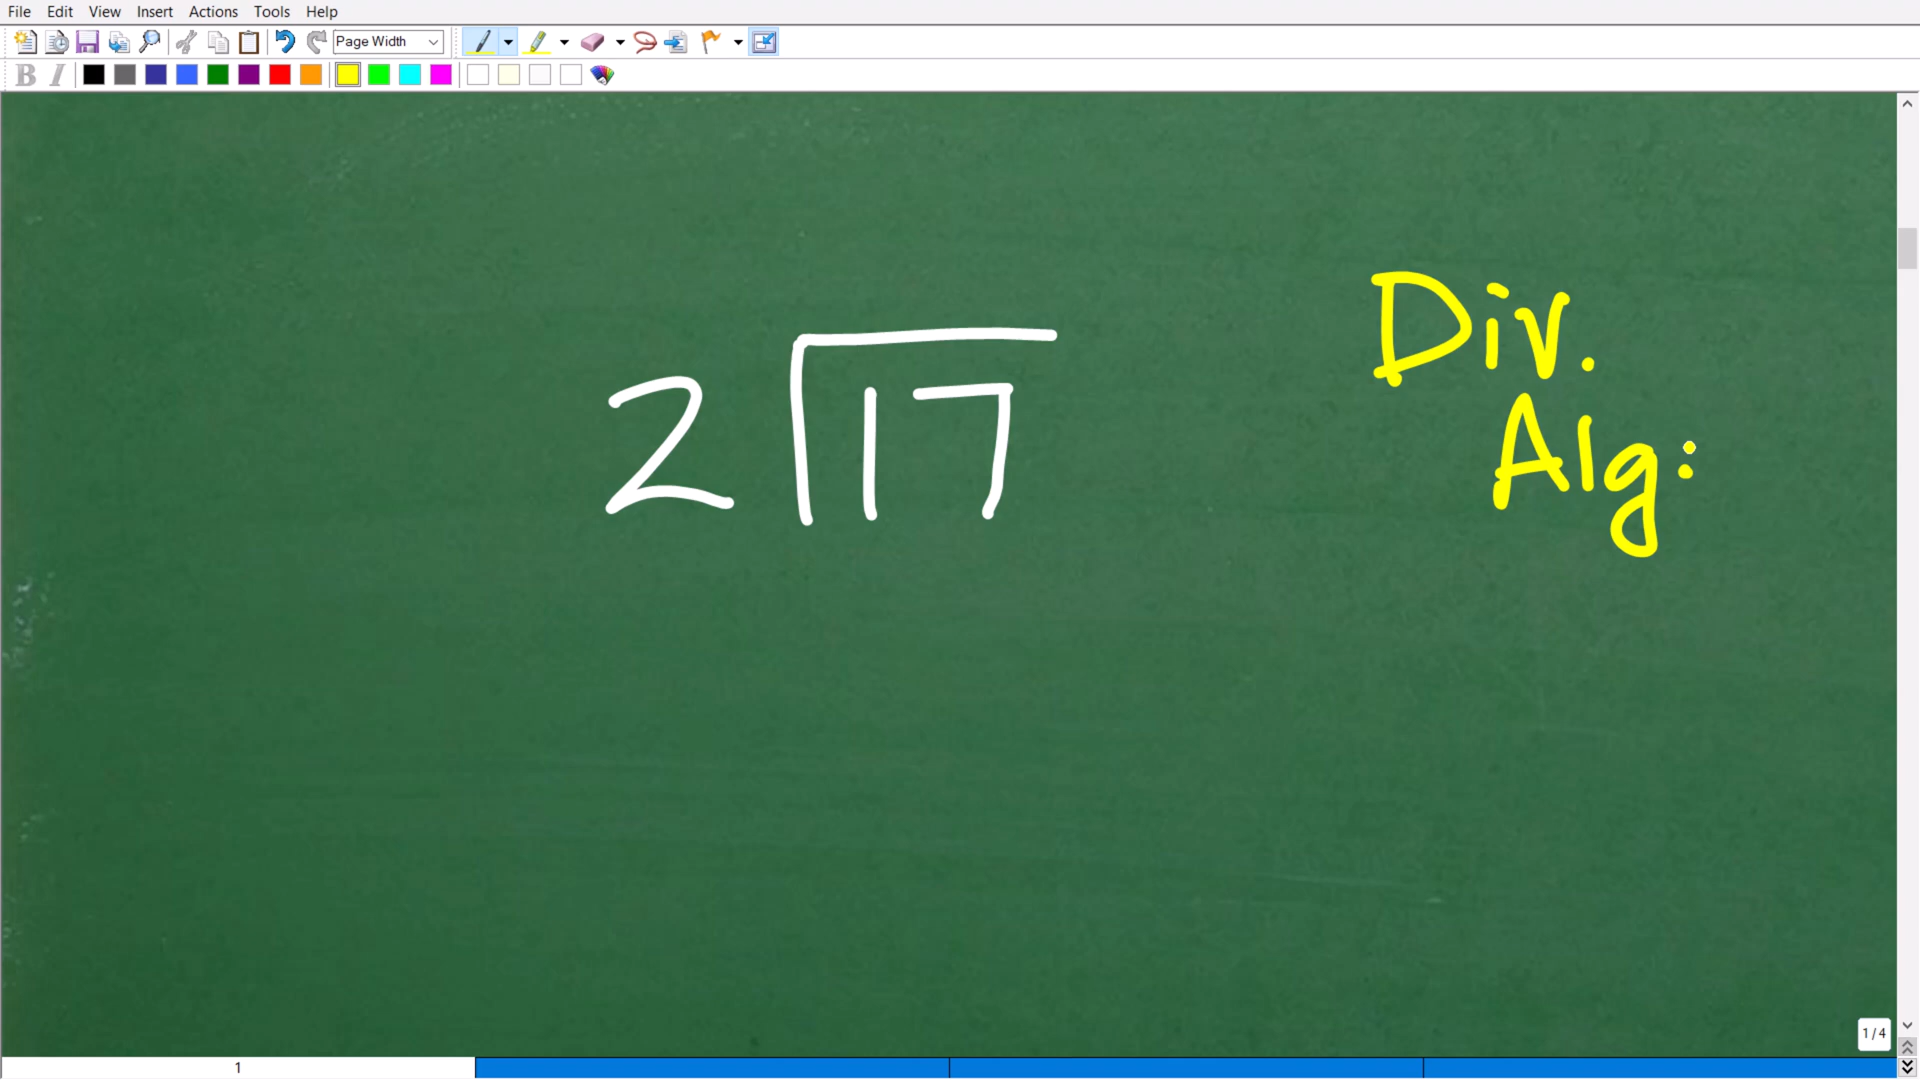 File Edit View Insert Actions Tools Help
Page Width
B I
2 17
Div.
Alg:
1 / 4
1